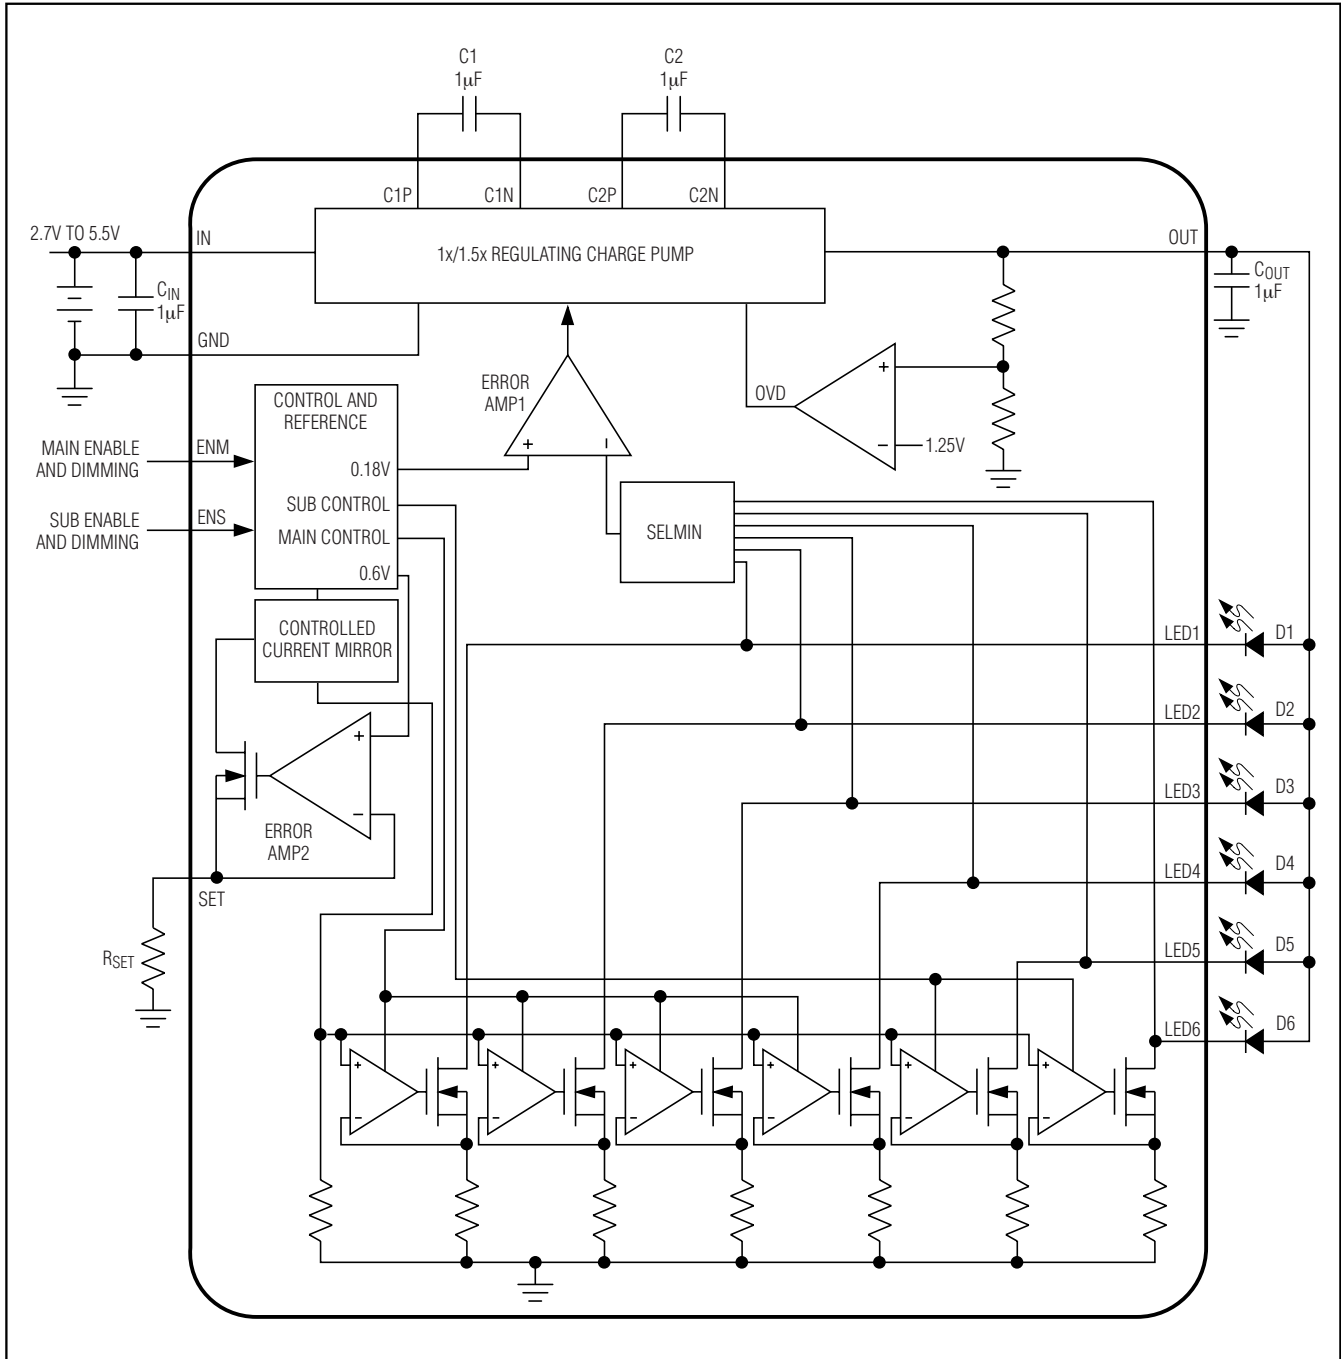 C1
1µF
C2
1µF
C1P
C1N
C2P
C2N
2.7V TO 5.5V
IN
1x/1.5x REGULATING CHARGE PUMP
OUT
CIN
1µF
COUT
1µF
GND
CONTROL AND
REFERENCE
ERROR
AMP1
OVD
+
−
1.25V
MAIN ENABLE
AND DIMMING
ENM
+
−
0.18V
SUB ENABLE
AND DIMMING
ENS
SUB CONTROL
MAIN CONTROL
0.6V
SELMIN
CONTROLLED
CURRENT MIRROR
LED1
D1
LED2
D2
+
−
ERROR
AMP2
LED3
D3
LED4
D4
SET
RSET
LED5
D5
LED6
D6
+
+
+
+
+
+
−
−
−
−
−
−